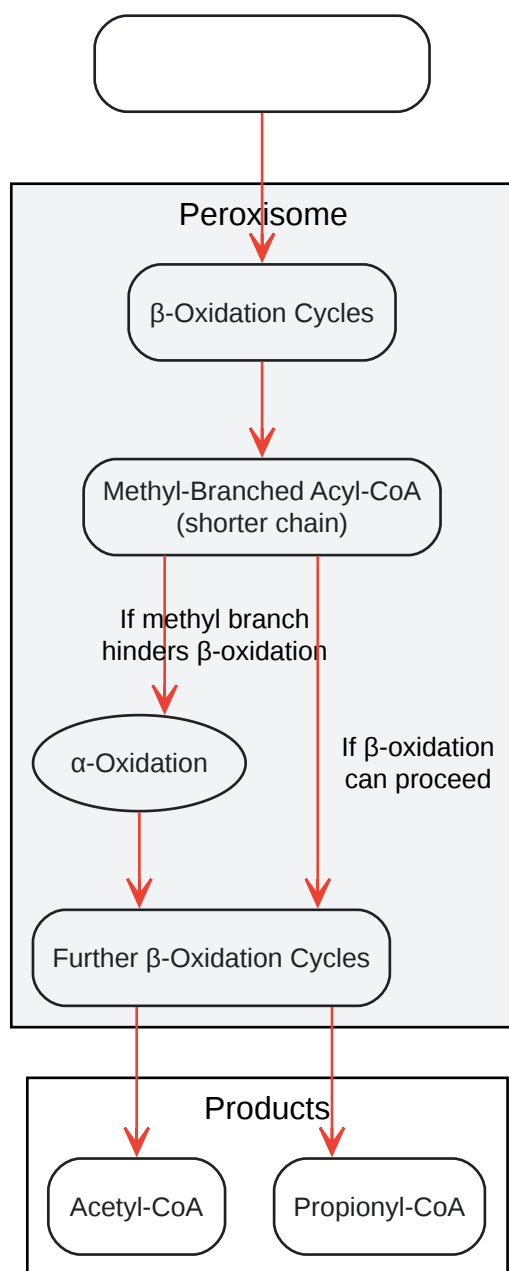 Peroxisome
β-Oxidation Cycles
Methyl-Branched Acyl-CoA
(shorter chain)
If methyl branch
hinders β-oxidation
If β-oxidation
can proceed
α-Oxidation
Further β-Oxidation Cycles
Products
Acetyl-CoA
Propionyl-CoA